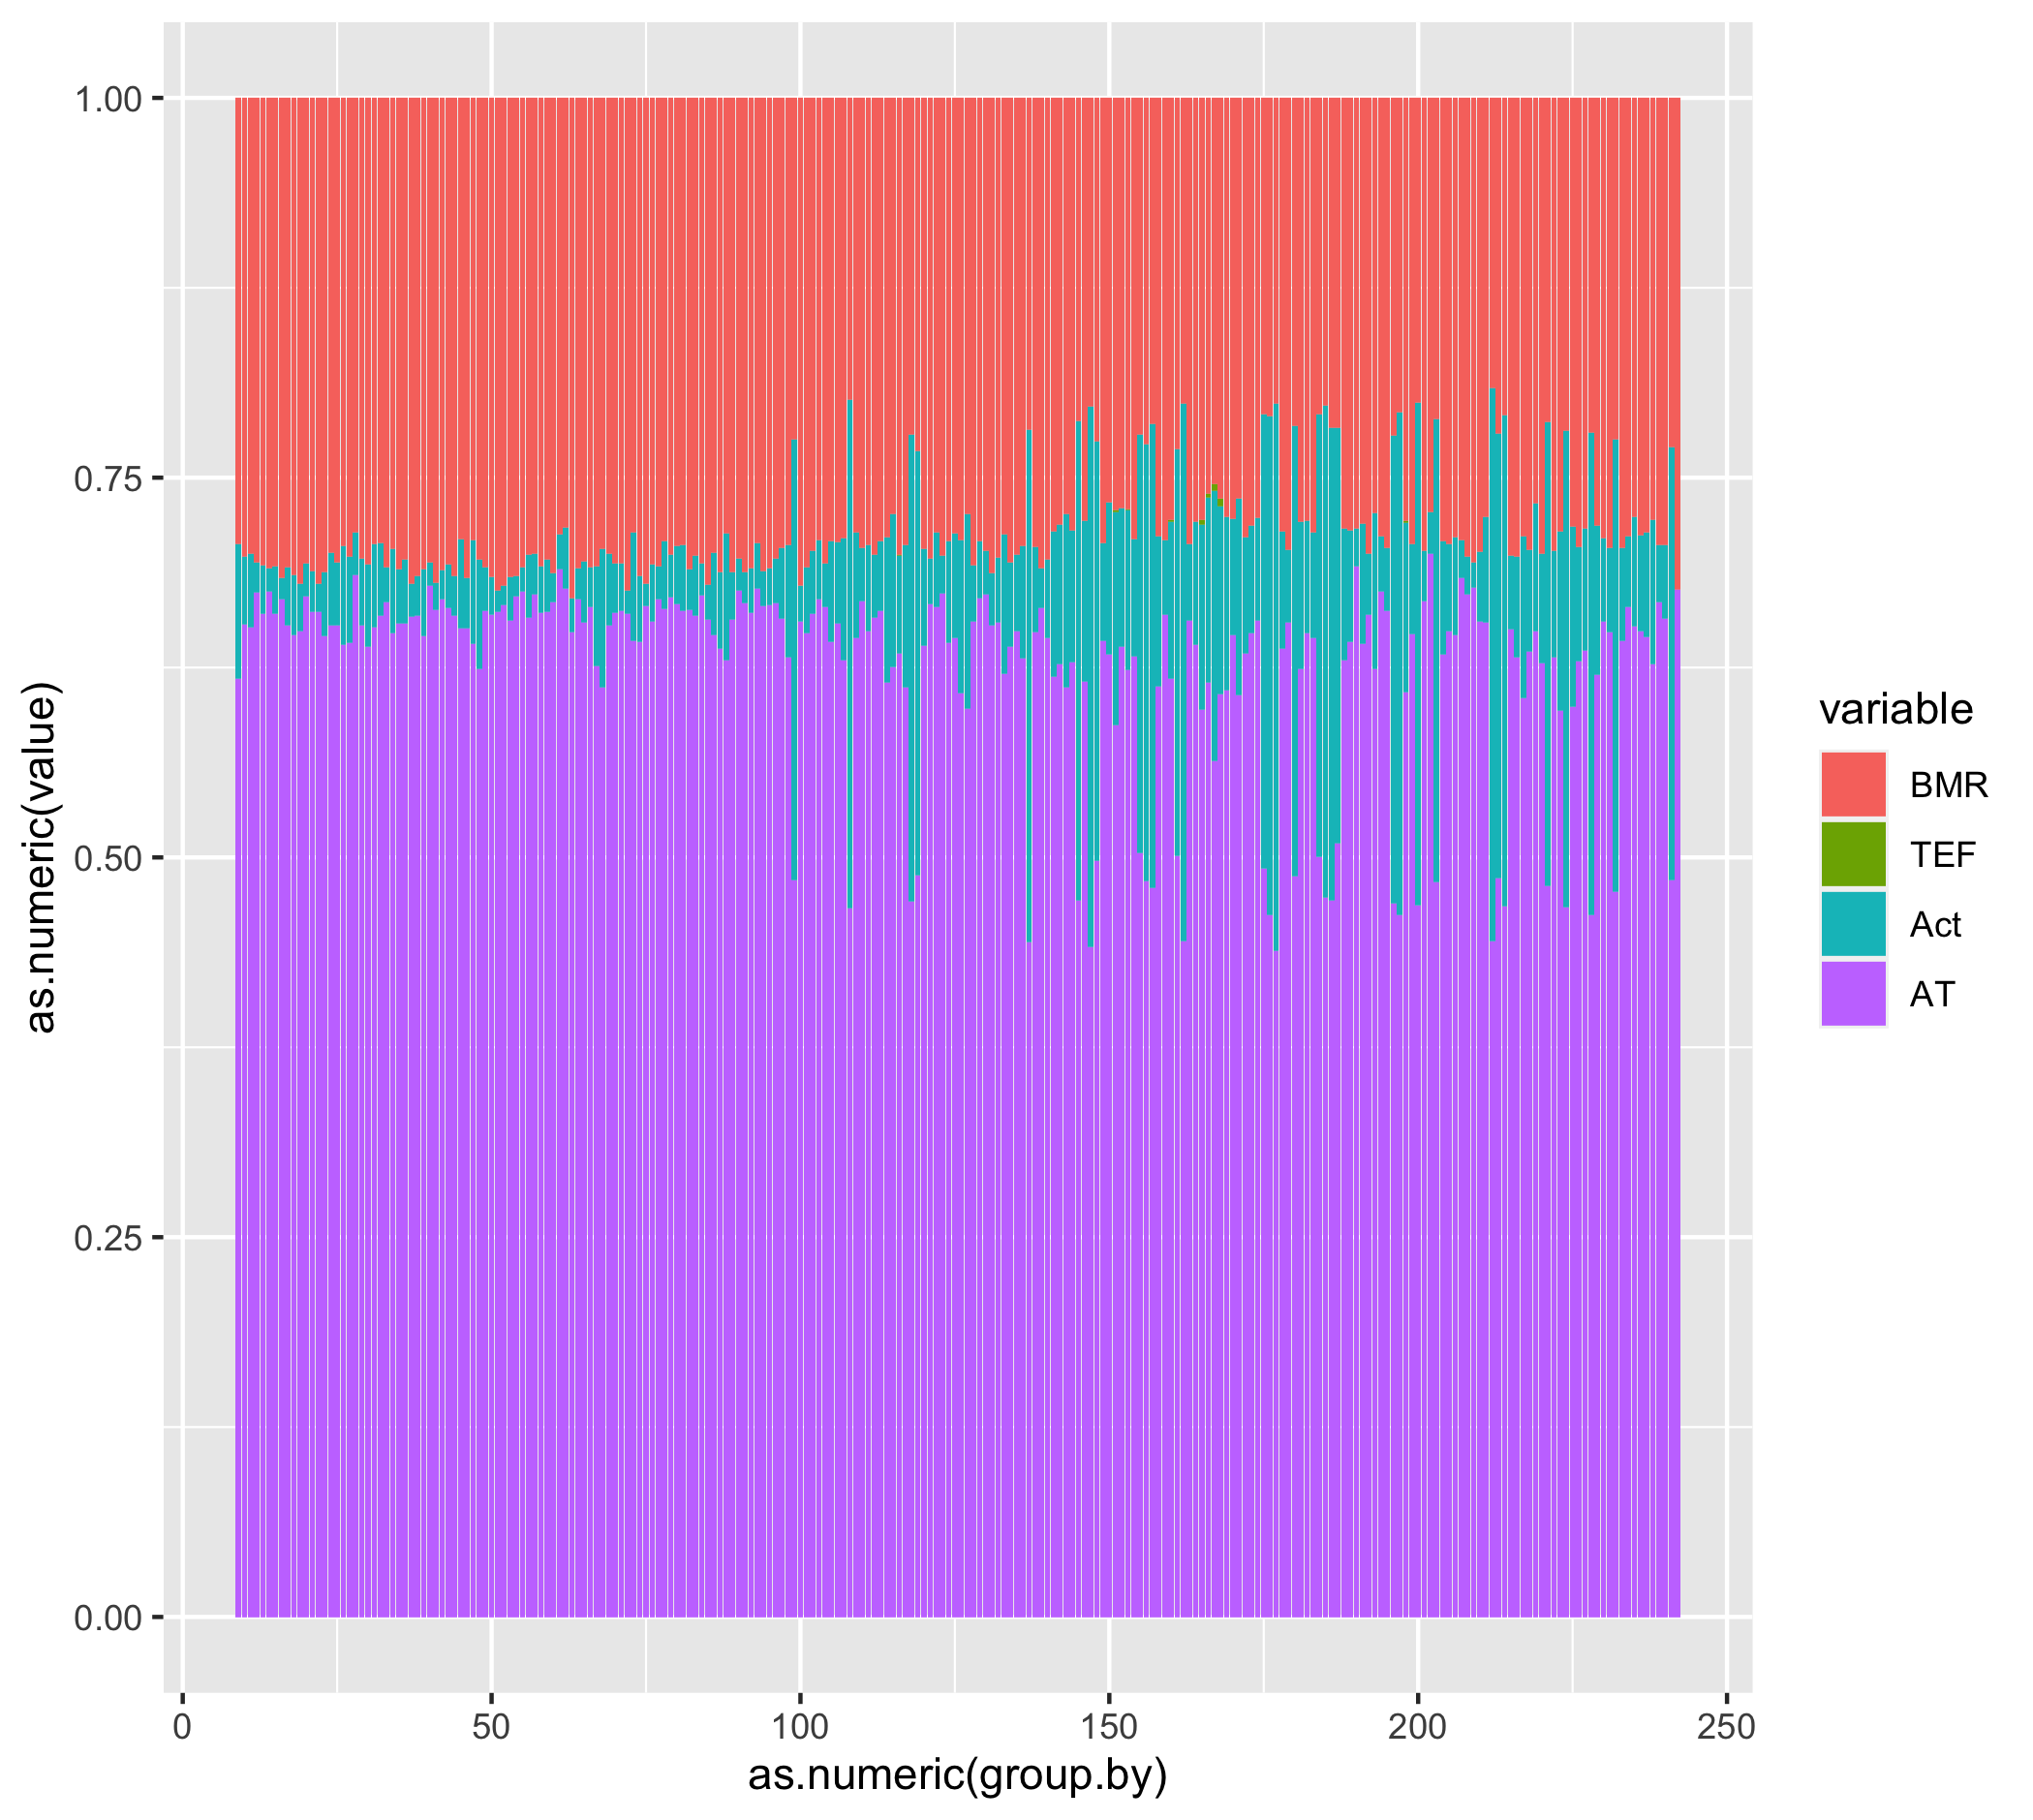 1.00
0.75
0.50
0.25
0.00
as.numeric(value)
0 50 100 150 200 250
as.numeric(group.by)
variable
BMR
TEF
Act
AT